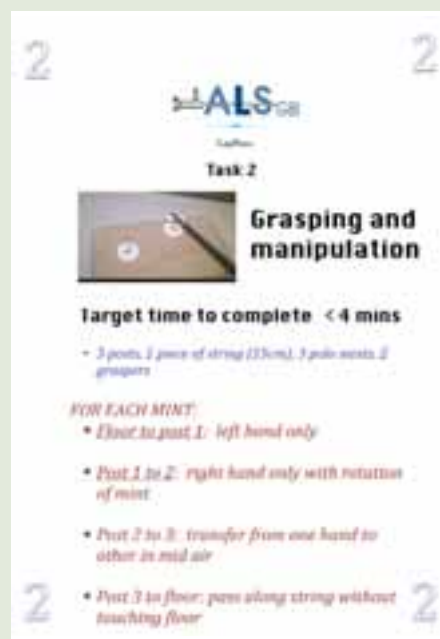 2
2
ALSGB
Task 2
Grasping and
manipulation
Target time to complete < 4 mins
3 posts, 1 piece of string (15cm), 3 polo mints, 2
graspers
FOR EACH MINT:
• Floor to post 1: left hand only
• Post 1 to 2: right hand only with rotation
of mint
• Post 2 to 3: transfer from one hand to
other in mid air
• Post 3 to floor: pass along string without
touching floor
2
2